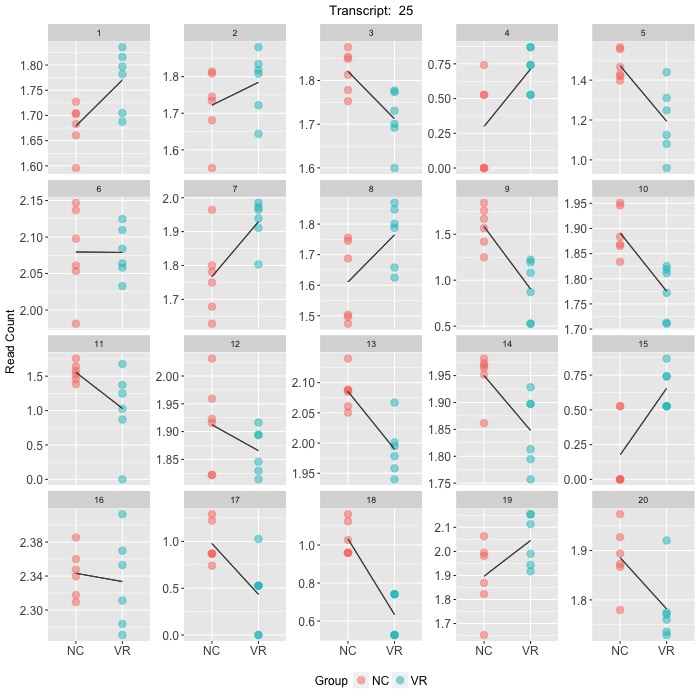 Transcript: 25
1 2 3 4 5
1.80 1.75 1.70 1.65 1.60
1.8 1.7 1.6
1.8 1.7 1.6
0.75 0.50 0.25 0.00
1.4 1.2 1.0
6 7 8 9 10
2.15 2.10 2.05 2.00
2.0 1.9 1.8 1.7
1.8 1.7 1.6 1.5
1.5 1.0 0.5
1.95 1.90 1.85 1.80 1.75 1.70
Read Count
11 12 13 14 15
1.5 1.0 0.5 0.0
2.00 1.95 1.90 1.85
2.10 2.05 2.00 1.95
1.95 1.90 1.85 1.80 1.75
0.75 0.50 0.25 0.00
16 17 18 19 20
2.38 2.34 2.30
1.0 0.5 0.0
1.0 0.8 0.6
2.1 2.0 1.9 1.8 1.7
1.9 1.8
NC VR NC VR NC VR NC VR NC VR
Group NC VR